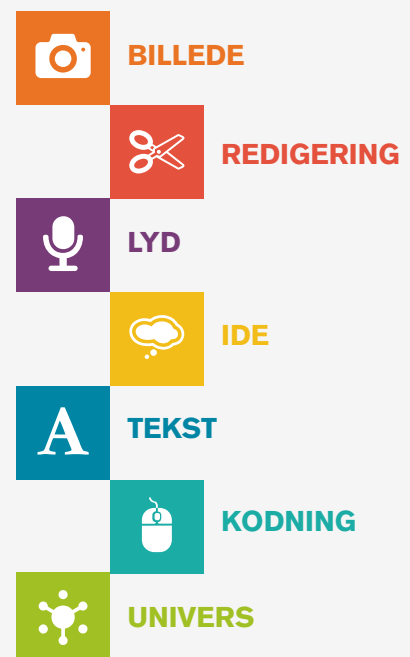 BILLEDE
REDIGERING
LYD
IDE
A
TEKST
KODNING
UNIVERS